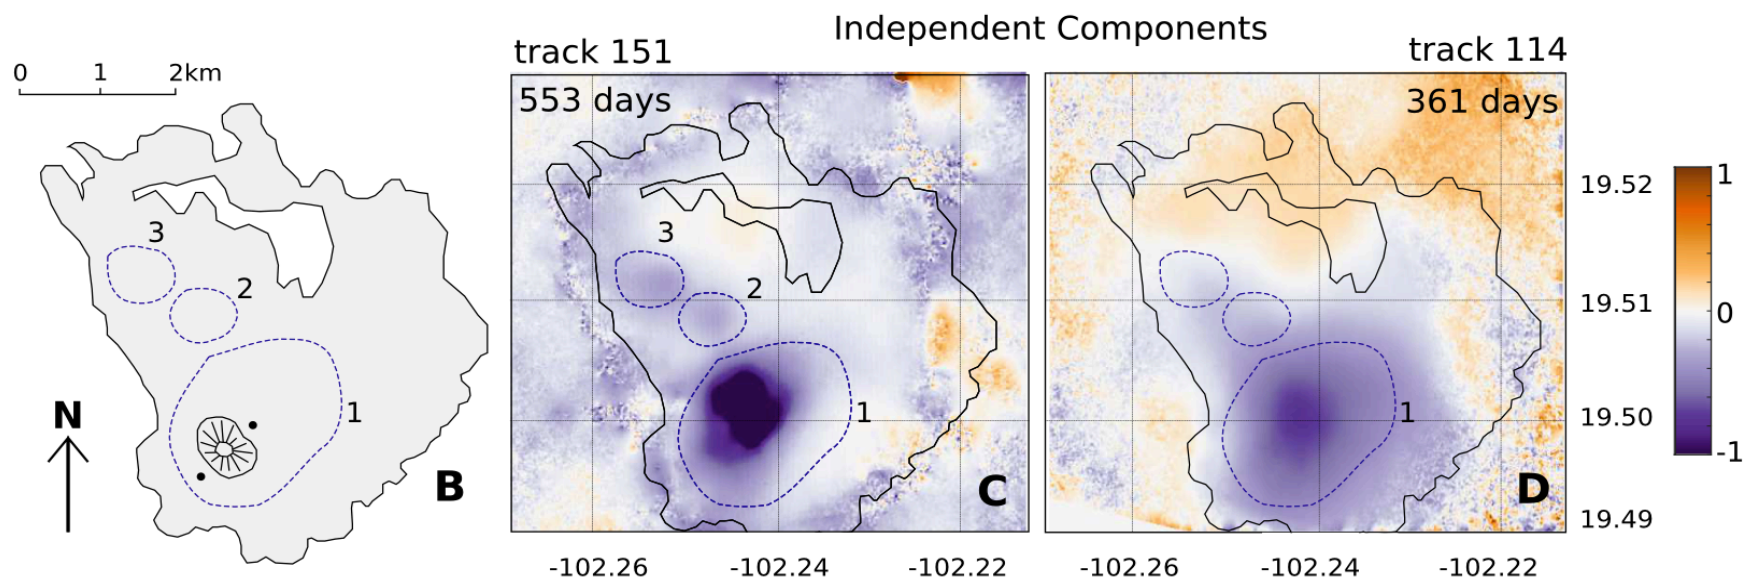 Independent Components
track 151
track 114
0 1 2km
553 days
361 days
3
2
1
N
B
3
2
1
C
1
D
19.52
19.51
19.50
19.49
1
0
-1
-102.26 -102.24 -102.22
-102.26 -102.24 -102.22